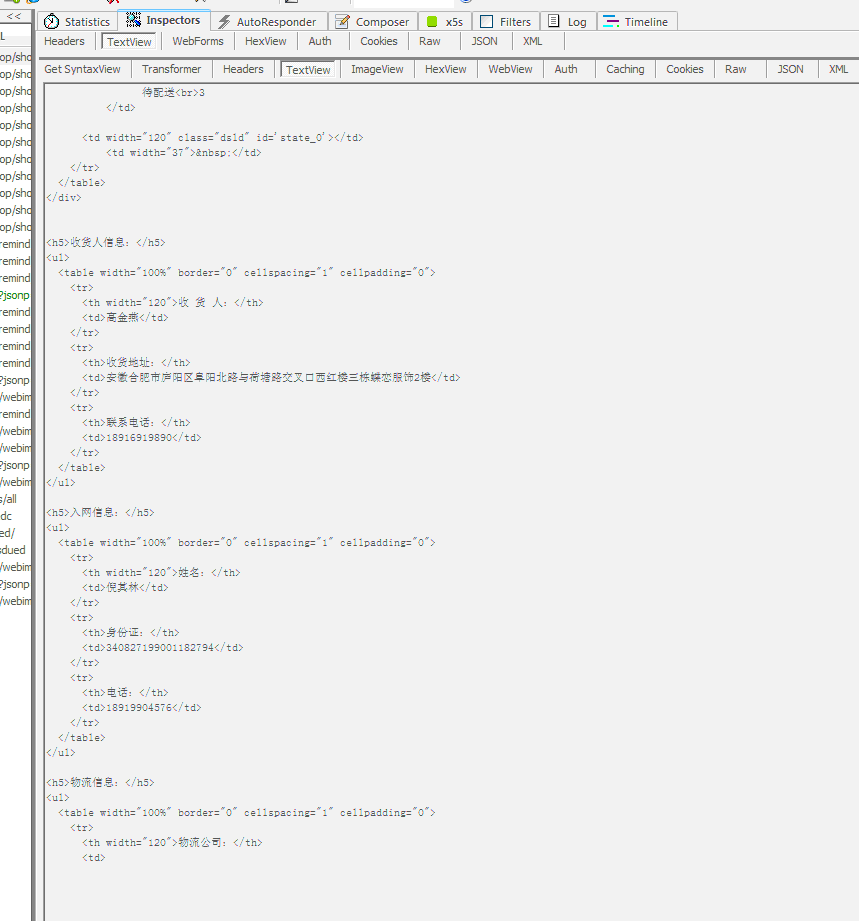 <<
Statistics
Inspectors
AutoResponder
Composer
x5s
Filters
Log
Timeline
L
Headers
TextView
WebForms
HexView
Auth
Cookies
Raw
JSON
XML
Get SyntaxView
Transformer
Headers
TextView
ImageView
HexView
WebView
Auth
Caching
Cookies
Raw
JSON
XML
op/sho
op/sho
op/sho
op/sho
op/sho
op/sho
op/sho
op/sho
op/sho
op/sho
op/sho
remind
remind
remind
?jsonp
remind
remind
remind
remind
?jsonp
/webim
remind
/webim
/webim
?jsonp
/webim
s/all
dc
ed/
sdued
/webim
?jsonp
/webim
待配送<br>3
</td>
<td width="120" class="dsld" id='state_0'></td>
<td width="37">&nbsp;</td>
</tr>
</table>
</div>
<h5>收货人信息：</h5>
<ul>
<table width="100%" border="0" cellspacing="1" cellpadding="0">
<tr>
<th width="120">收 货 人：</th>
<td>高金燕</td>
</tr>
<tr>
<th>收货地址：</th>
<td>安徽合肥市庐阳区阜阳北路与荷塘路交叉口西红楼三栋蝶恋服饰2楼</td>
</tr>
<tr>
<th>联系电话：</th>
<td>18916919890</td>
</tr>
</table>
</ul>
<h5>入网信息：</h5>
<ul>
<table width="100%" border="0" cellspacing="1" cellpadding="0">
<tr>
<th width="120">姓名：</th>
<td>倪其林</td>
</tr>
<tr>
<th>身份证：</th>
<td>340827199001182794</td>
</tr>
<tr>
<th>电话：</th>
<td>18919904576</td>
</tr>
</table>
</ul>
<h5>物流信息：</h5>
<ul>
<table width="100%" border="0" cellspacing="1" cellpadding="0">
<tr>
<th width="120">物流公司：</th>
<td>